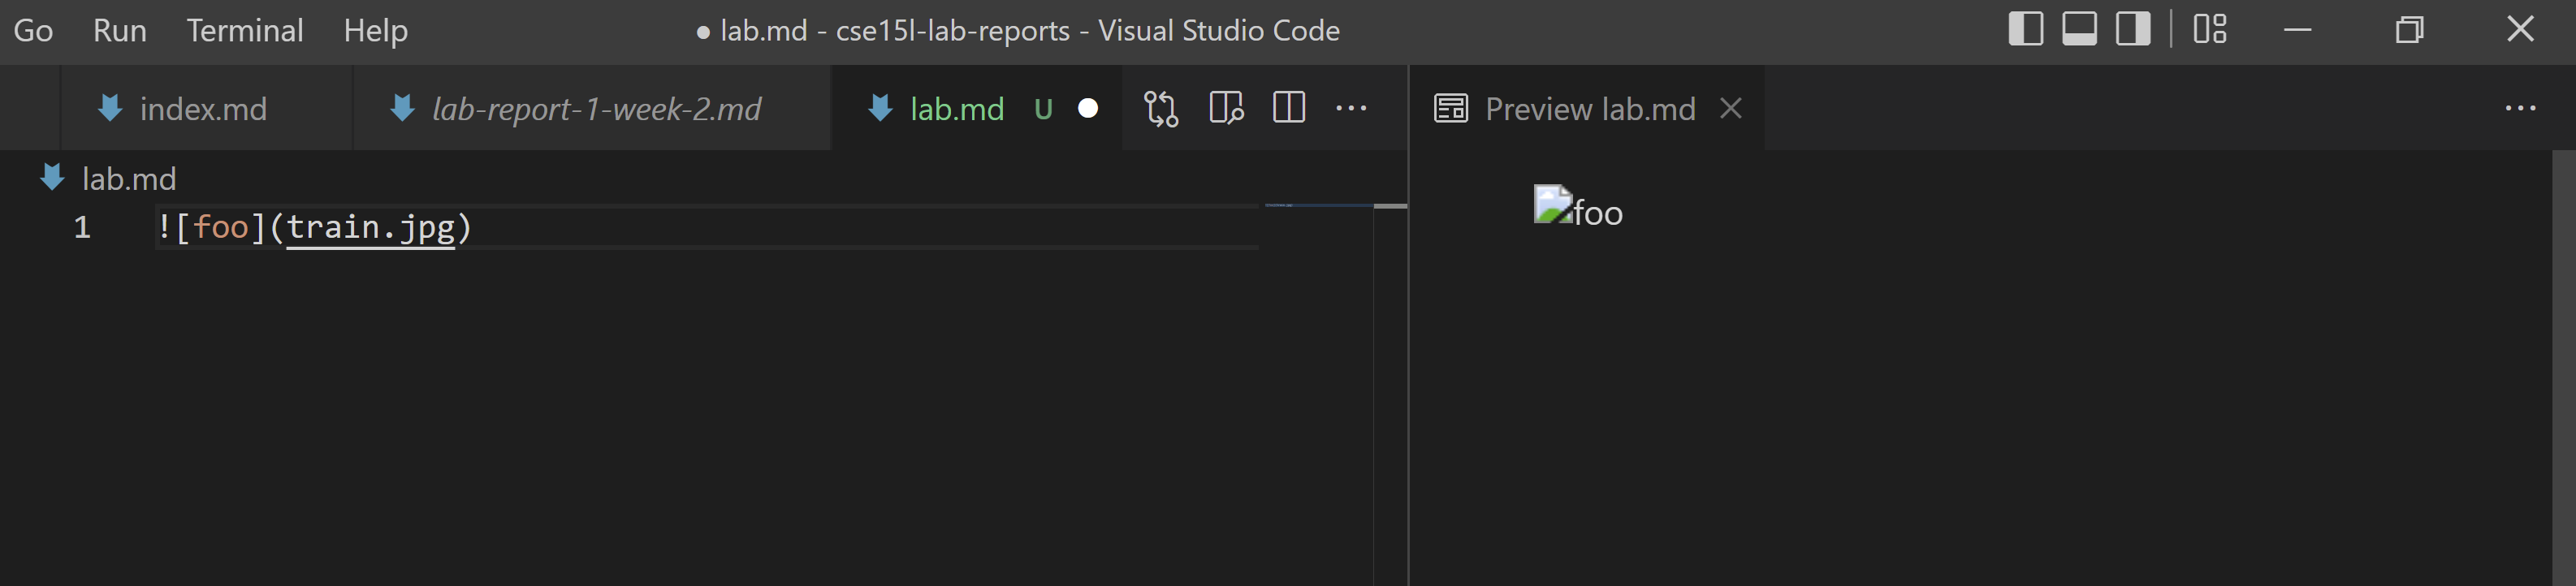 Go Run Terminal Help ● lab.md - cse15l-lab-reports - Visual Studio Code
index.md lab-report-1-week-2.md lab.md U Preview lab.md
lab.md
1 ![foo](train.jpg)
foo